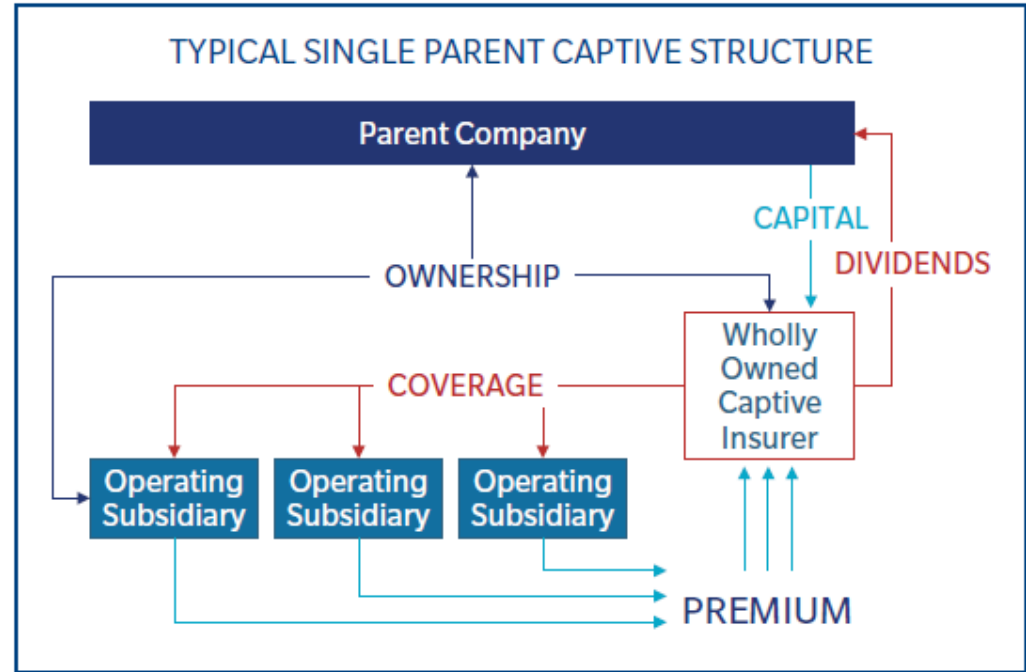 TYPICAL SINGLE PARENT CAPTIVE STRUCTURE
Parent Company
CAPITAL
DIVIDENDS
OWNERSHIP
Wholly
Owned
Captive
Insurer
COVERAGE
Operating
Subsidiary
Operating
Subsidiary
Operating
Subsidiary
PREMIUM